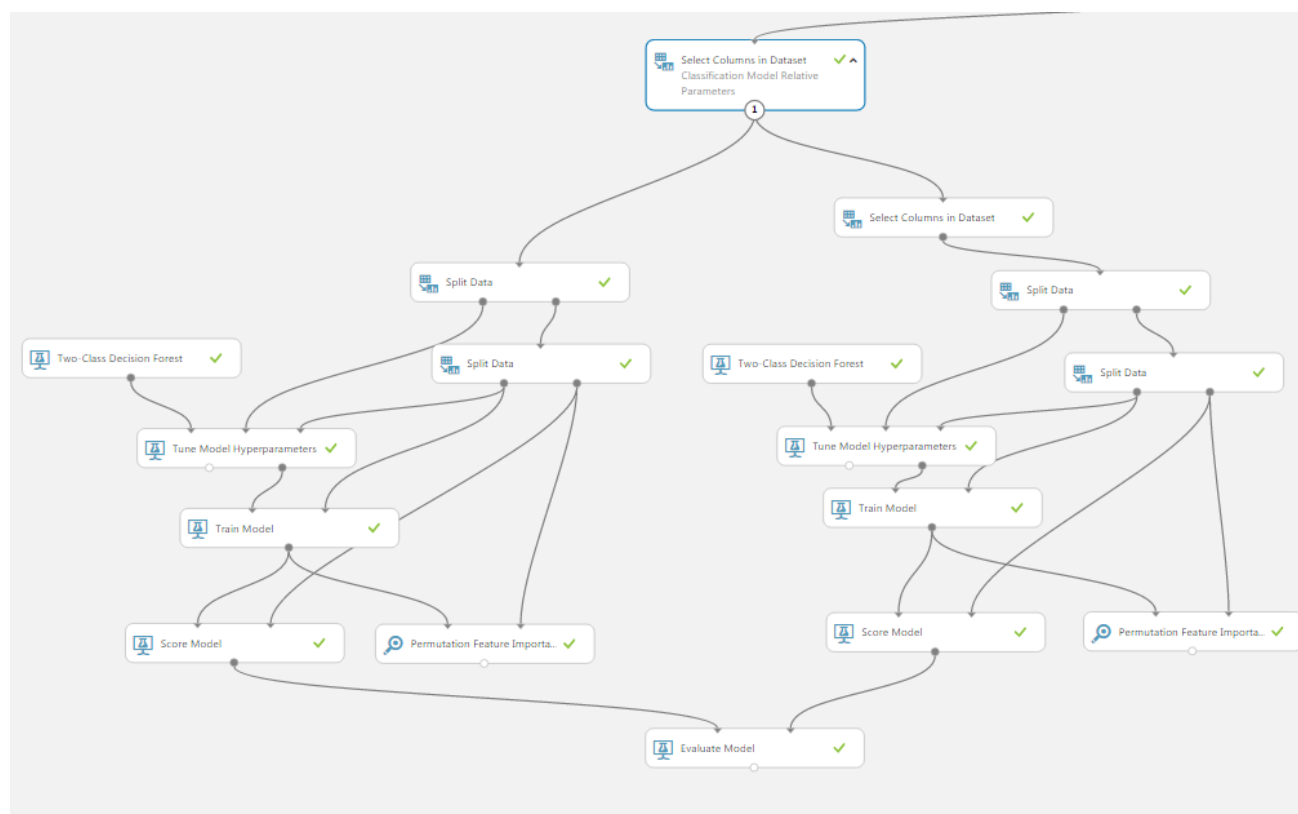 Select Columns in Dataset
Classification Model Relative
Parameters
1
Select Columns in Dataset
Split Data
Split Data
Two-Class Decision Forest
Split Data
Two-Class Decision Forest
Split Data
Tune Model Hyperparameters
Tune Model Hyperparameters
Train Model
Train Model
Score Model
Permutation Feature Importa...
Score Model
Permutation Feature Importa...
Evaluate Model